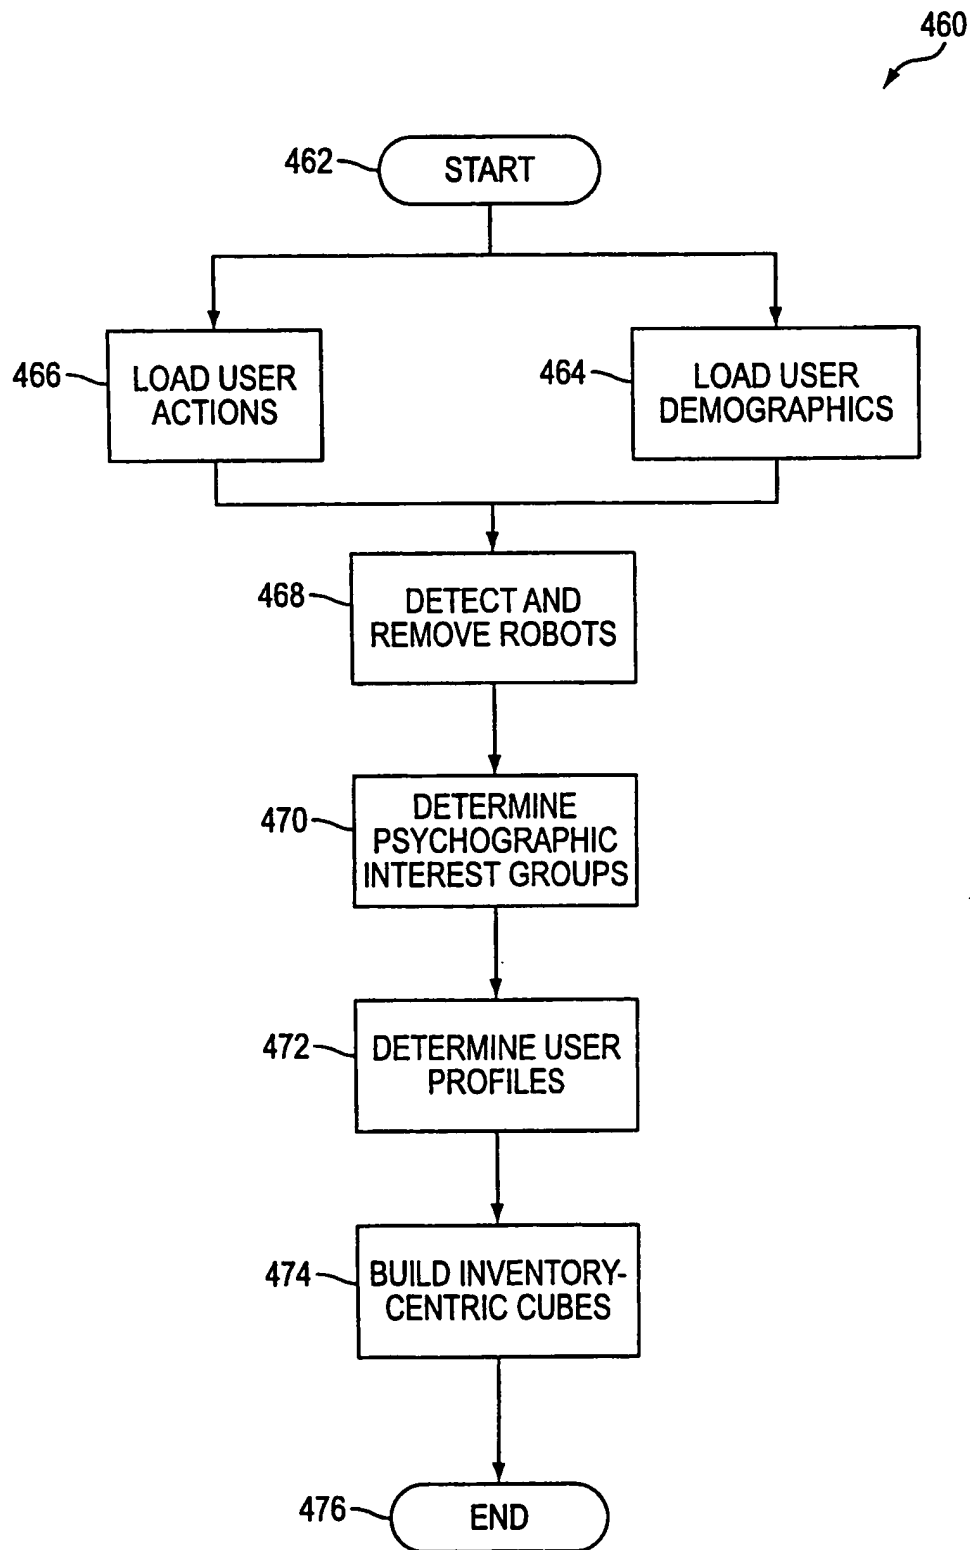 460
462
START
466
LOAD USER
ACTIONS
464
LOAD USER
DEMOGRAPHICS
468
DETECT AND
REMOVE ROBOTS
470
DETERMINE
PSYCHOGRAPHIC
INTEREST GROUPS
472
DETERMINE USER
PROFILES
474
BUILD INVENTORY-
CENTRIC CUBES
476
END